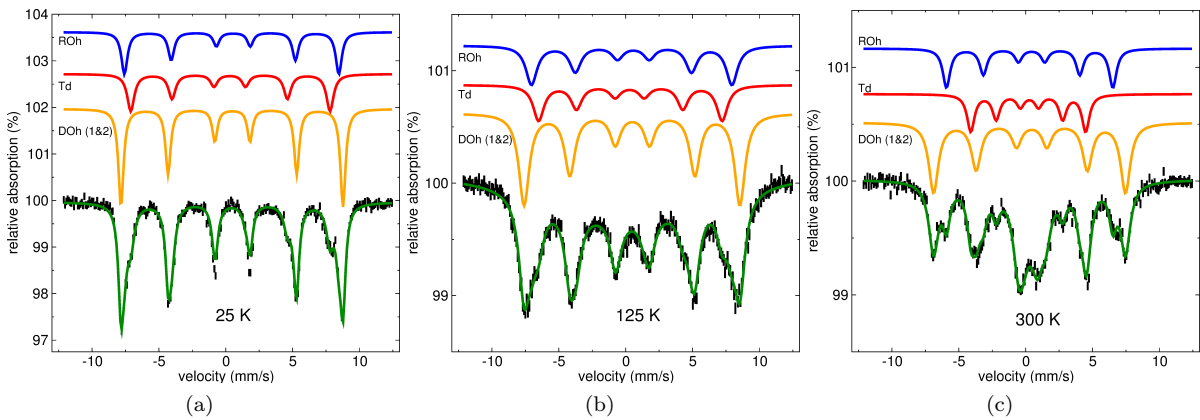 104
103
102
101
100
99
98
97
relative absorption (%)
ROh
Td
DOh (1&2)
25 K
-10 -5 0 5 10
velocity (mm/s)
(a)
101
100
99
relative absorption (%)
ROh
Td
DOh (1&2)
125 K
-10 -5 0 5 10
velocity (mm/s)
(b)
101
100
99
relative absorption (%)
ROh
Td
DOh (1&2)
300 K
-10 -5 0 5 10
velocity (mm/s)
(c)